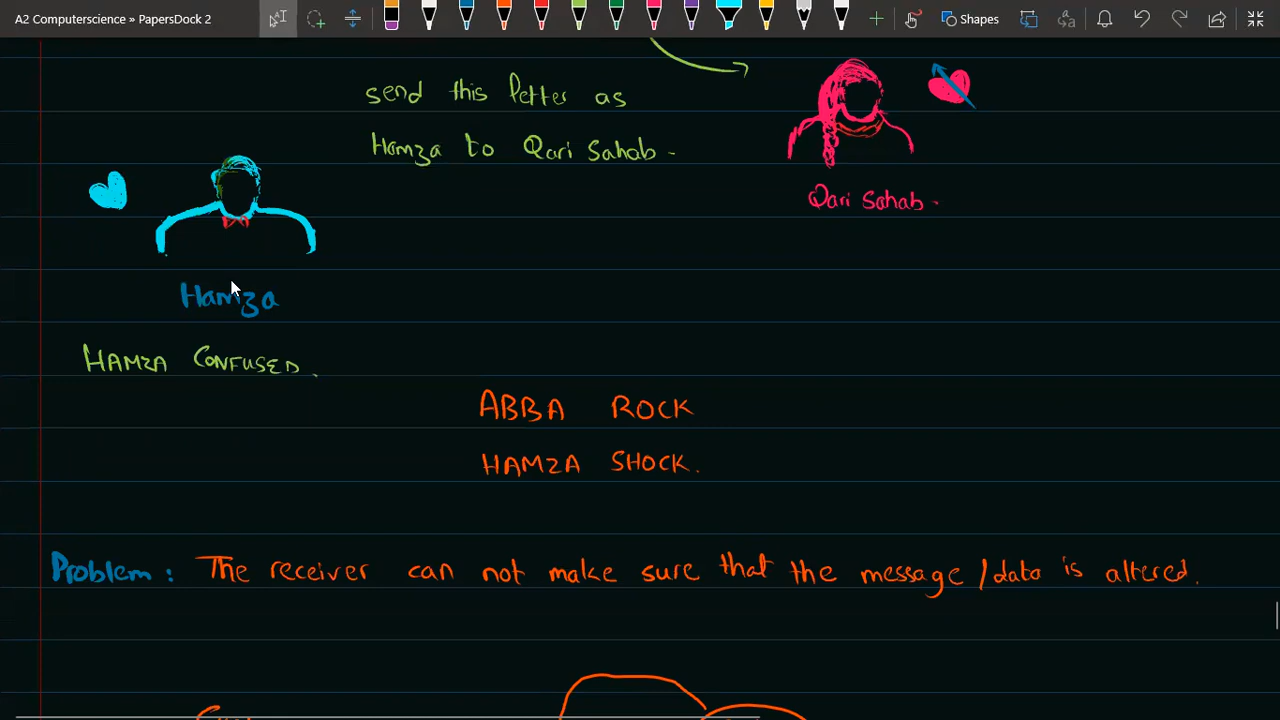 A2 Computerscience » PapersDock 2
Shapes
send this letter as
Hamza to Qari Sahab.
Qari Sahab.
Hamza
HAMZA CONFUSED.
ABBA ROCK
HAMZA SHOCK.
Problem: The receiver can not make sure that the message/data is altered.